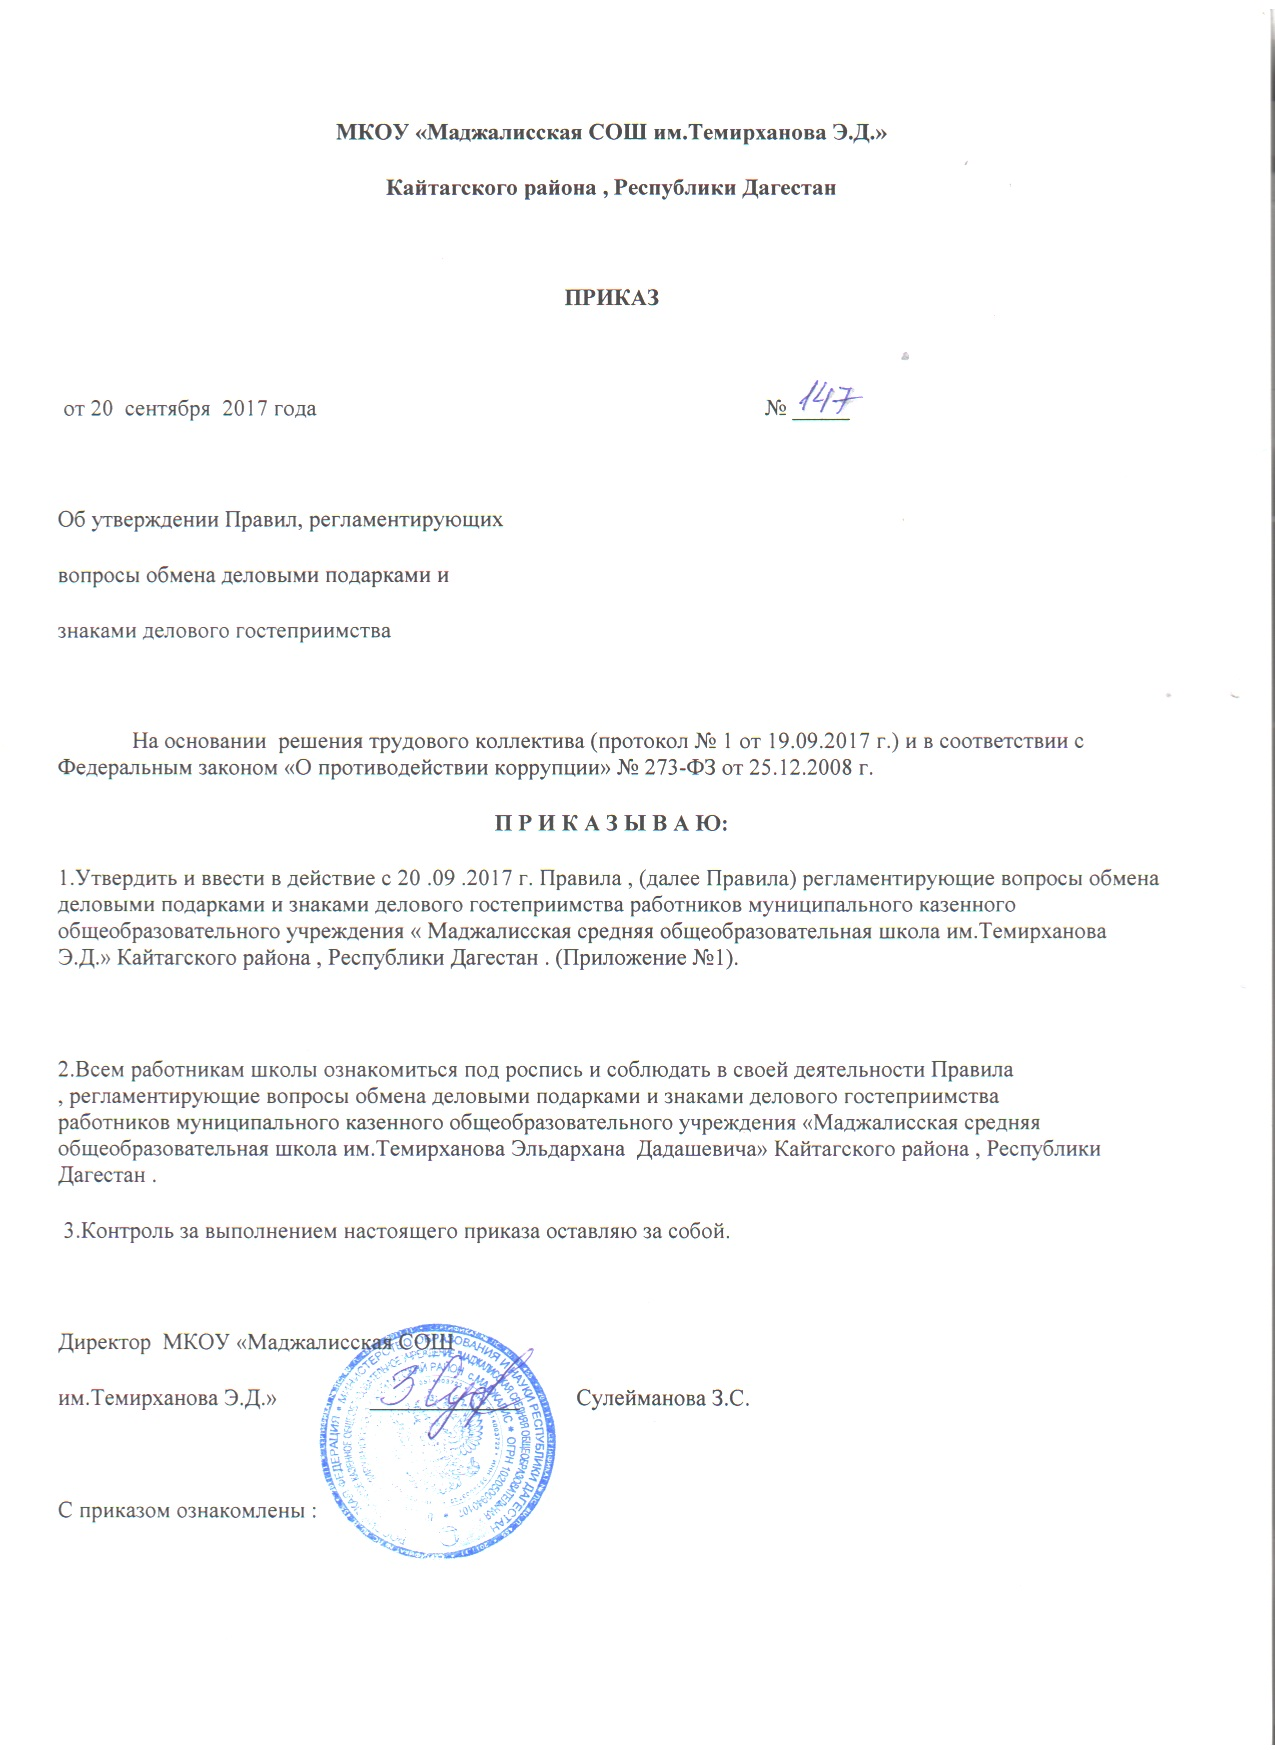 МКОУ «Маджалисская СОШ им.Темирханова Э.Д.»
Кайтагского района , Республики Дагестан
ПРИКАЗ
от 20 сентября 2017 года № 147
Об утверждении Правил, регламентирующих
вопросы обмена деловыми подарками и
знаками делового гостеприимства
На основании решения трудового коллектива (протокол № 1 от 19.09.2017 г.) и в соответствии с
Федеральным законом «О противодействии коррупции» № 273-ФЗ от 25.12.2008 г.
П Р И К А З Ы В А Ю:
1.Утвердить и ввести в действие с 20 .09 .2017 г. Правила , (далее Правила) регламентирующие вопросы обмена
деловыми подарками и знаками делового гостеприимства работников муниципального казенного
общеобразовательного учреждения « Маджалисская средняя общеобразовательная школа им.Темирханова
Э.Д.» Кайтагского района , Республики Дагестан . (Приложение №1).
2.Всем работникам школы ознакомиться под роспись и соблюдать в своей деятельности Правила
, регламентирующие вопросы обмена деловыми подарками и знаками делового гостеприимства
работников муниципального казенного общеобразовательного учреждения «Маджалисская средняя
общеобразовательная школа им.Темирханова Эльдархана Дадашевича» Кайтагского района , Республики
Дагестан .
3.Контроль за выполнением настоящего приказа оставляю за собой.
Директор МКОУ «Маджалисская СОШ
им.Темирханова Э.Д.» Сулейманова З.С.
МИНИСТЕРСТВО ОБРАЗОВАНИЯ И НАУКИ РЕСПУБЛИКИ ДАГЕСТАН
С приказом ознакомлены :